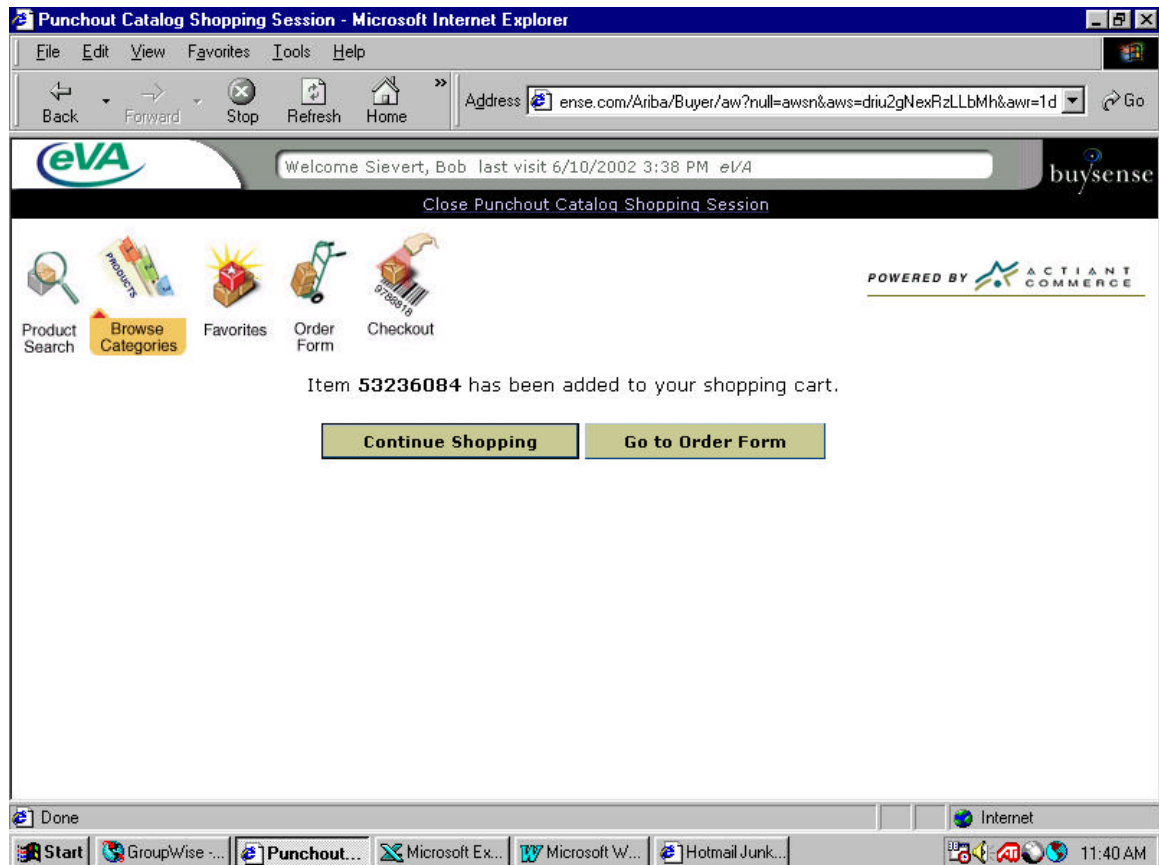 Punchout Catalog Shopping Session - Microsoft Internet Explorer
File Edit View Favorites Tools Help
Back Forward Stop Refresh Home » Address ense.com/Ariba/Buyer/aw?null=awsn&aws=driu2gNexRzLLbMh&awr=1d Go
eVA Welcome Sievert, Bob last visit 6/10/2002 3:38 PM eVA buysense
Close Punchout Catalog Shopping Session
PRODUCTS
9786818
POWERED BY ACTIANT COMMERCE
Product Search Browse Categories Favorites Order Form Checkout
Item 53236084 has been added to your shopping cart.
Continue Shopping Go to Order Form
Done Internet
Start GroupWise -... Punchout... Microsoft Ex... Microsoft W... Hotmail Junk... 11:40 AM